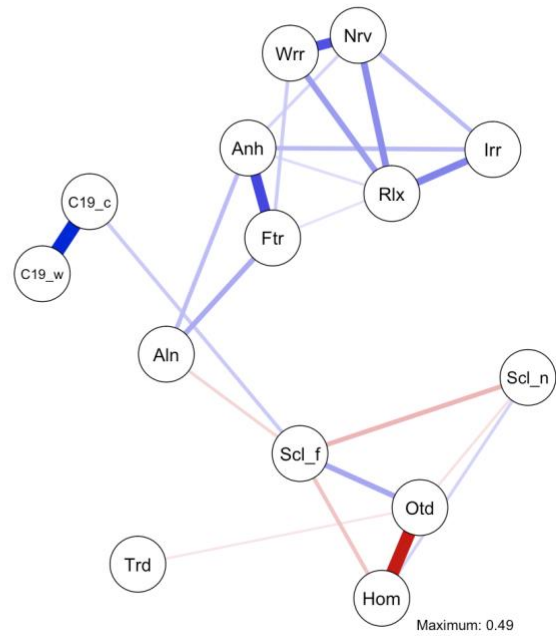 Nrv
Wrr
Anh
Irr
Rlx
C19_c
Ftr
C19_w
Aln
Scl_n
Scl_f
Otd
Trd
Hom
Maximum: 0.49